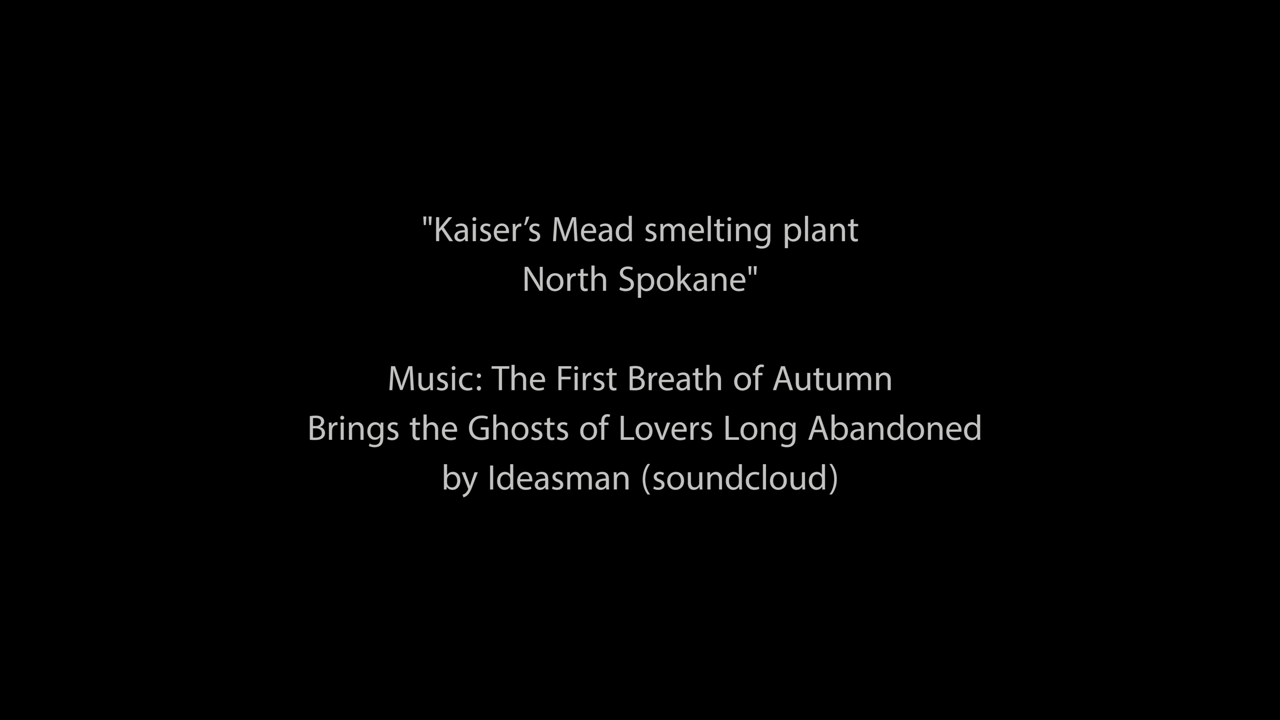 "Kaiser’s Mead smelting plant
North Spokane"
Music: The First Breath of Autumn
Brings the Ghosts of Lovers Long Abandoned
by Ideasman (soundcloud)